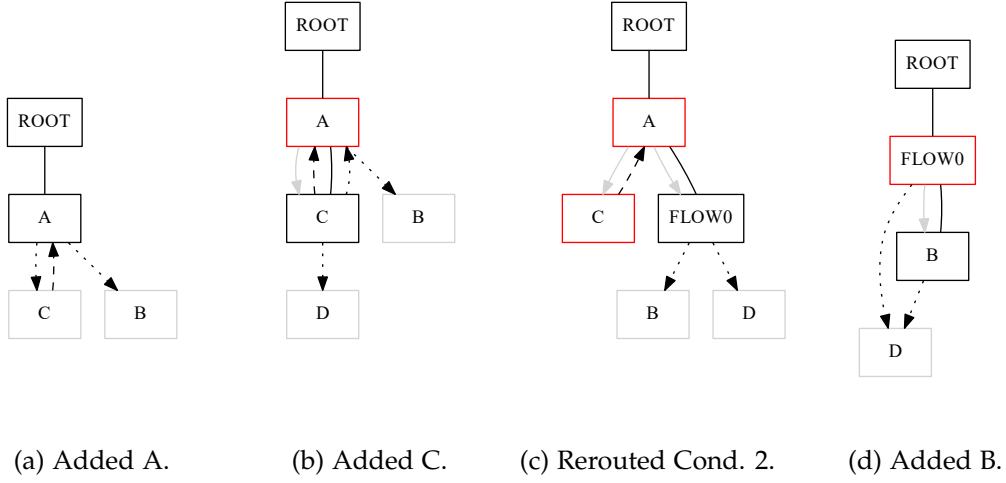 ROOT
A
C
B
ROOT
A
C
B
D
ROOT
A
C
FLOW0
B
D
ROOT
FLOW0
B
D
(a) Added A.
(b) Added C.
(c) Rerouted Cond. 2.
(d) Added B.